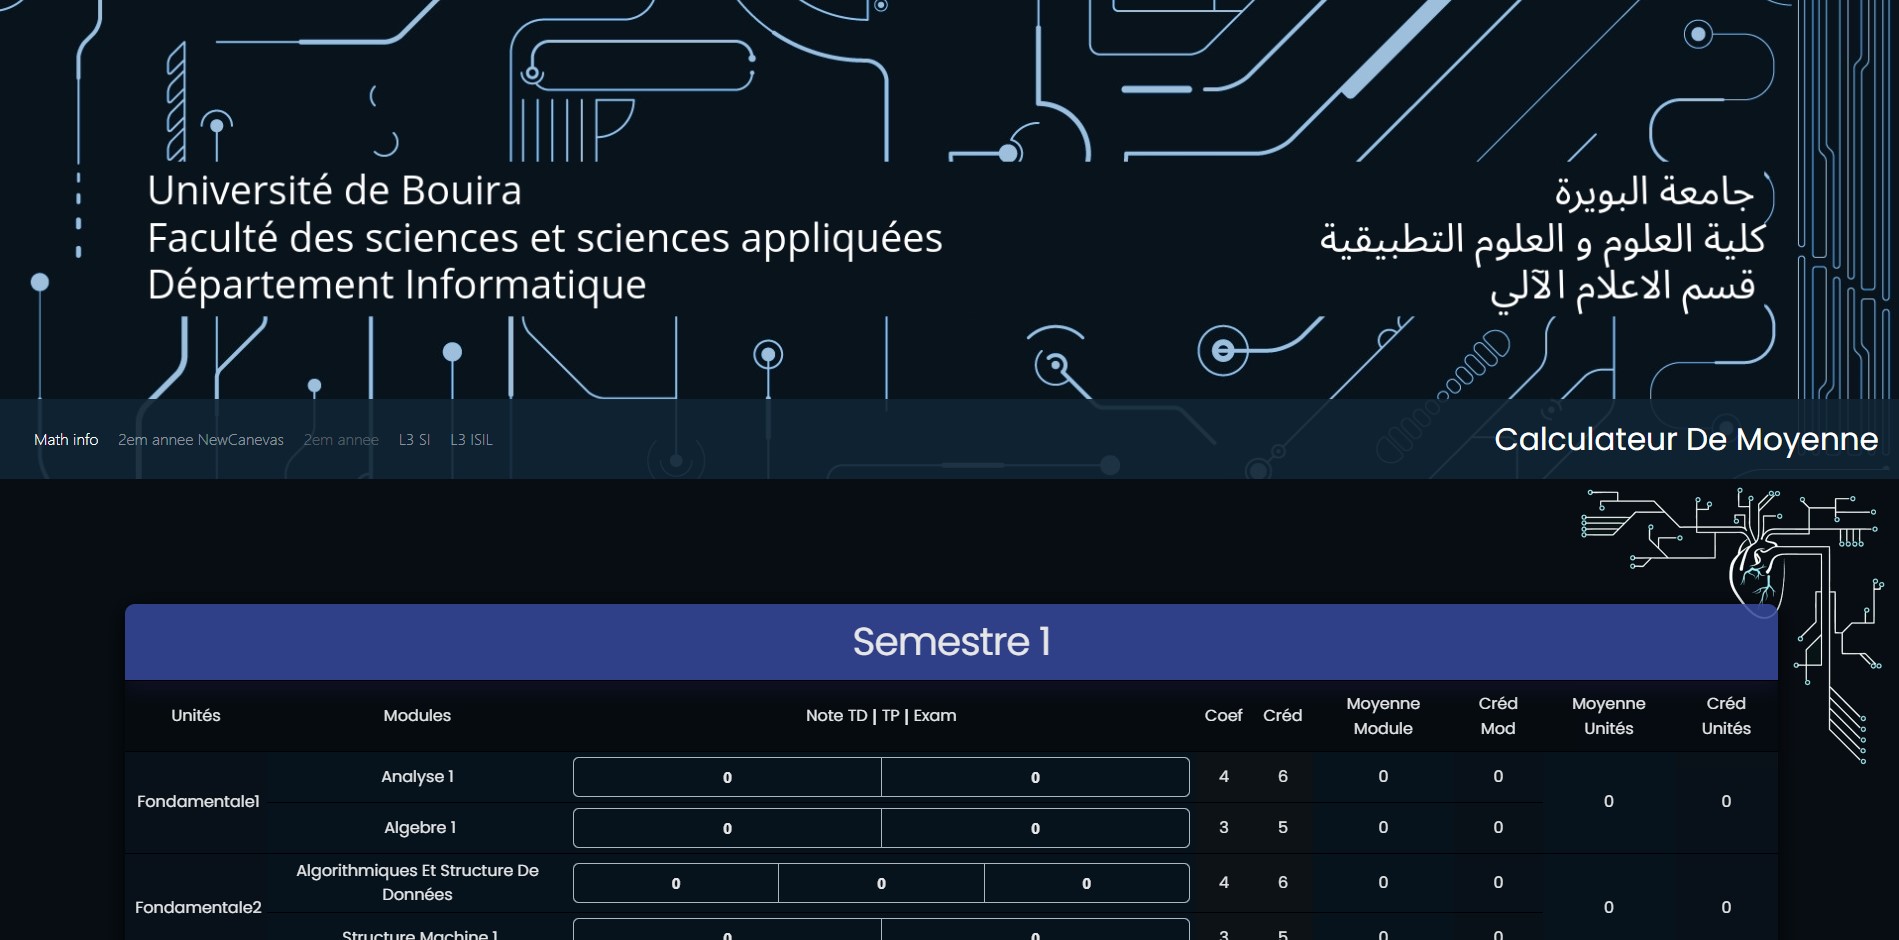 Université de Bouira
Faculté des sciences et sciences appliquées
Département Informatique
جامعة البويرة
كلية العلوم و العلوم التطبيقية
قسم الاعلام الآلي
Math info 2em annee NewCanevas 2em annee L3 SI L3 ISIL
Calculateur De Moyenne
Semestre 1
Unités Modules Note TD | TP | Exam Coef Créd Moyenne Module Créd Mod Moyenne Unités Créd Unités
Fondamentale1
Analyse 1 0 0 4 6 0 0
0 0
Algebre 1 0 0 3 5 0 0
Fondamentale2
Algorithmiques Et Structure De
Données 0 0 0 4 6 0 0
0 0
Structure Machine 1 0 0 3 5 0 0